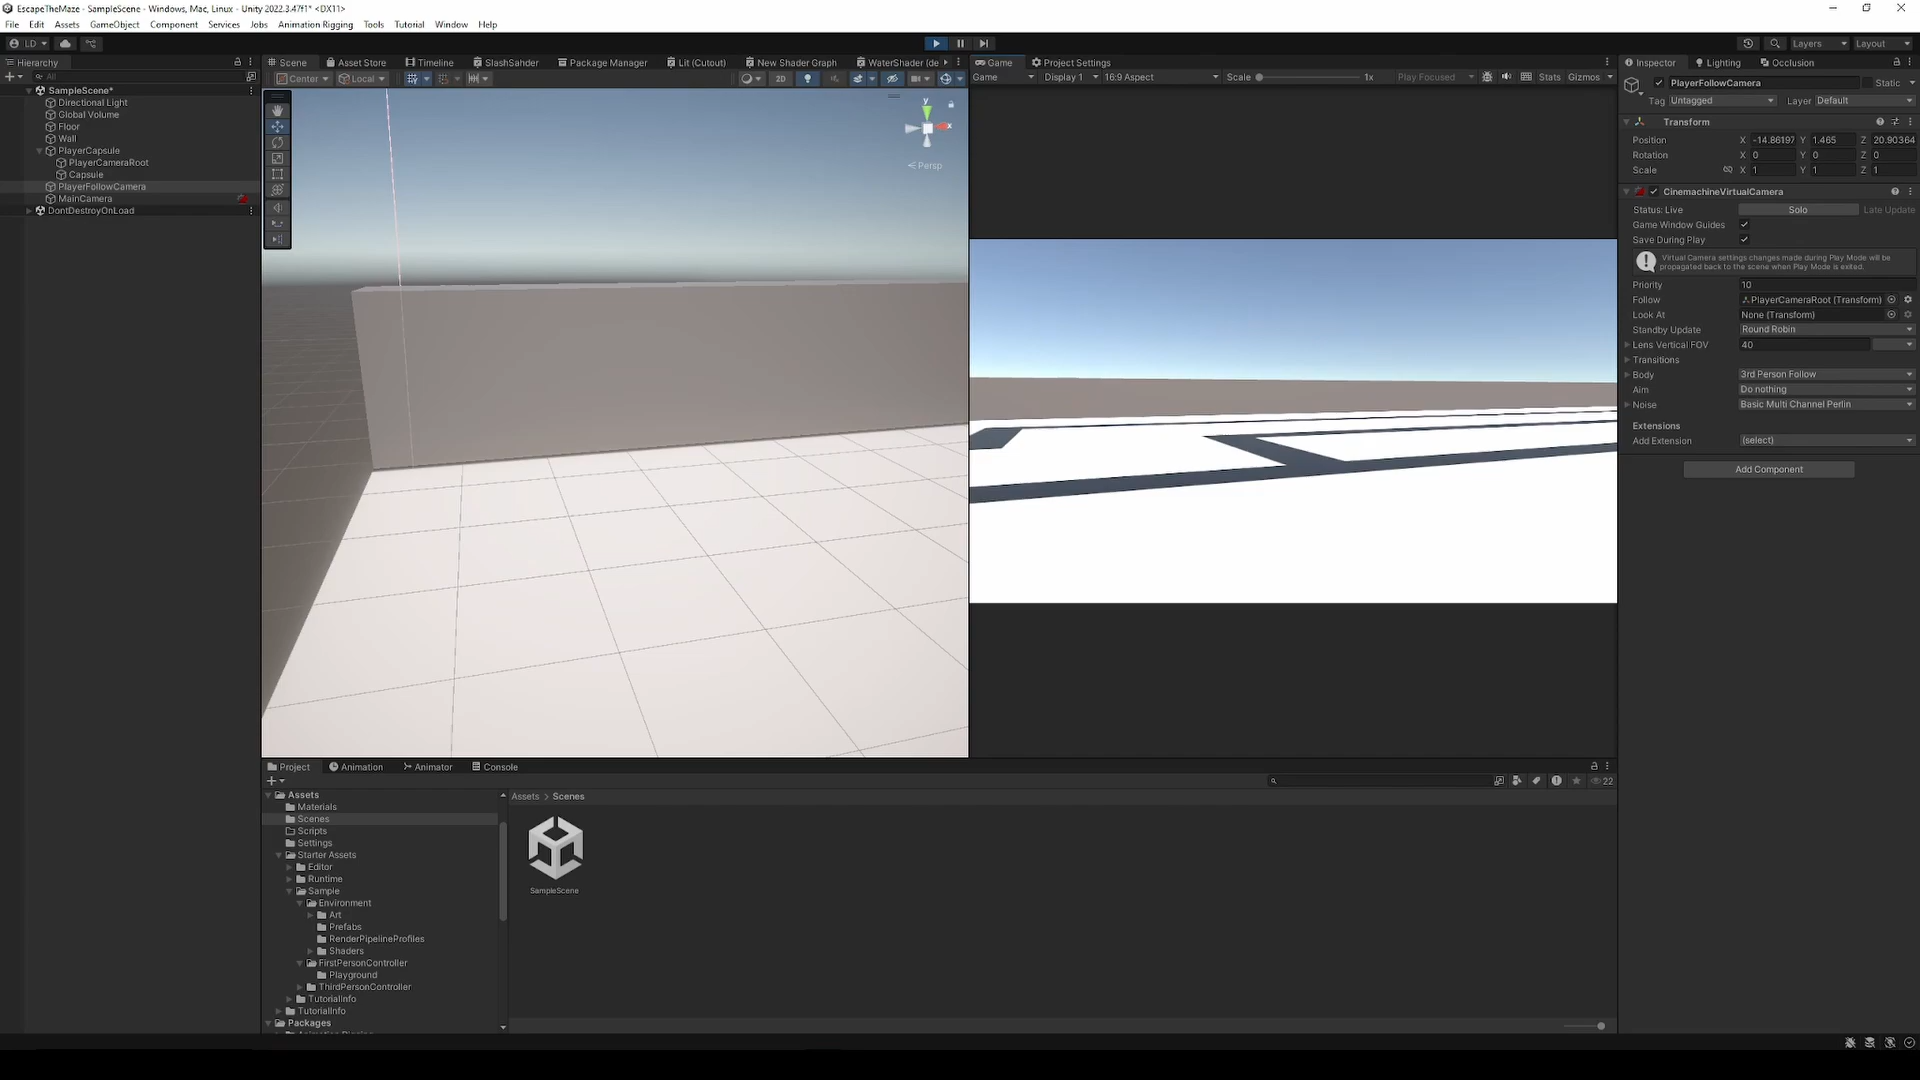 EscapeTheMaze - SampleScene - Windows, Mac, Linux - Unity 2022.3.47f1* <DX11>
File Edit Assets GameObject Component Services Jobs Animation Rigging Tools Tutorial Window Help
LD
Layers Layout
Hierarchy
All
SampleScene*
Directional Light
Global Volume
Floor
Wall
PlayerCapsule
PlayerCameraRoot
Capsule
PlayerFollowCamera
MainCamera
DontDestroyOnLoad
Scene Asset Store Timeline SlashSander Package Manager Lit (Cutout) New Shader Graph WaterShader (de
Center Local 2D
y
x
< Persp
Game Project Settings
Game Display 1 16:9 Aspect Scale 1x Play Focused Stats Gizmos
Inspector Lighting Occlusion
PlayerFollowCamera Static
Tag Untagged Layer Default
Transform
Position X -14.86197 Y 1.465 Z 20.90364
Rotation X 0 Y 0 Z 0
Scale X 1 Y 1 Z 1
CinemachineVirtualCamera
Status: Live Solo Late Update
Game Window Guides
Save During Play
Virtual Camera settings changes made during Play Mode will be
propagated back to the scene when Play Mode is exited.
Priority 10
Follow PlayerCameraRoot (Transform)
Look At None (Transform)
Standby Update Round Robin
Lens Vertical FOV 40
Transitions
Body 3rd Person Follow
Aim Do nothing
Noise Basic Multi Channel Perlin
Extensions
Add Extension (select)
Add Component
Project Animation Animator Console
22
Assets
Materials
Scenes
Scripts
Settings
Starter Assets
Editor
Runtime
Sample
Environment
Art
Prefabs
RenderPipelineProfiles
Shaders
FirstPersonController
Playground
ThirdPersonController
TutorialInfo
TutorialInfo
Packages
Assets > Scenes
SampleScene